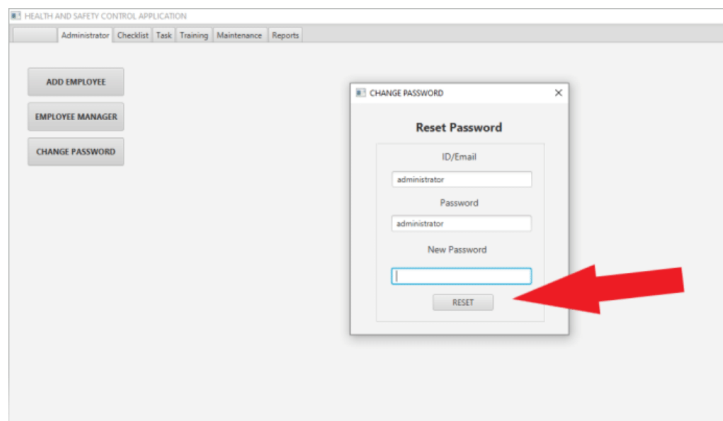 HEALTH AND SAFETY CONTROL APPLICATION
Administrator Checklist Task Training Maintenance Reports
ADD EMPLOYEE
EMPLOYEE MANAGER
CHANGE PASSWORD
CHANGE PASSWORD
Reset Password
ID/Email
administrator
Password
administrator
New Password
RESET